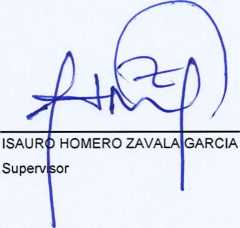 ISAURO HOMERO ZAVALA GARCIA
Supervisor